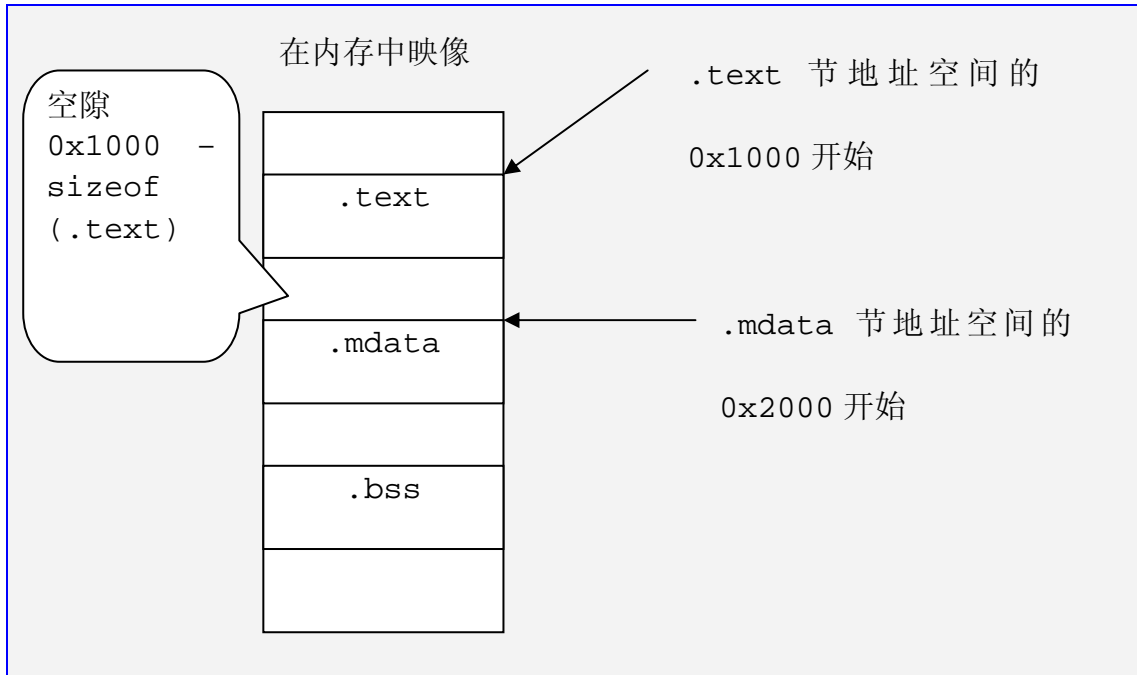 在内存中映像
空隙
0x1000 –
sizeof
(.text)
.text 节地址空间的
0x1000 开始
.text
.mdata 节地址空间的
0x2000 开始
.mdata
.bss